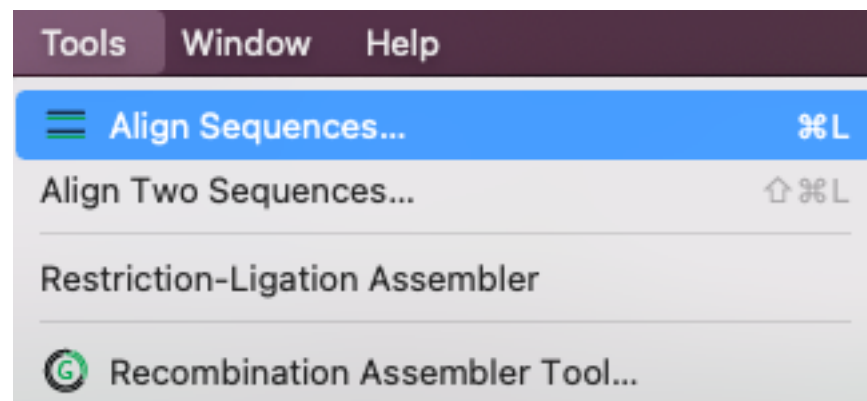 Tools Window Help
Align Sequences... ⌘L
Align Two Sequences... ⇧⌘L
Restriction-Ligation Assembler
G Recombination Assembler Tool...